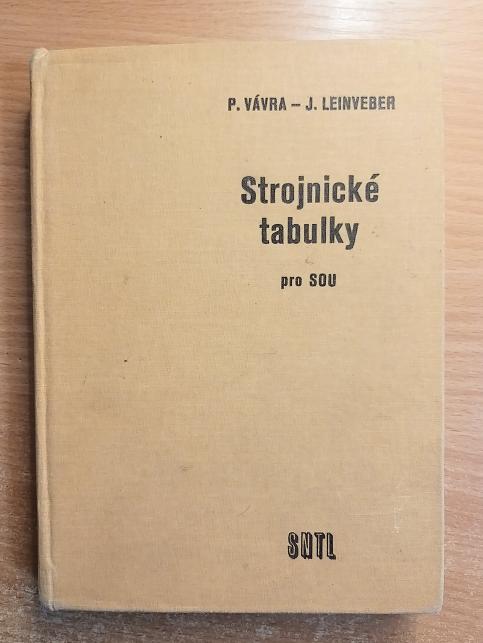 P. VÁVRA – J. LEINVEBER
Strojnické
tabulky
pro SOU
SNTL